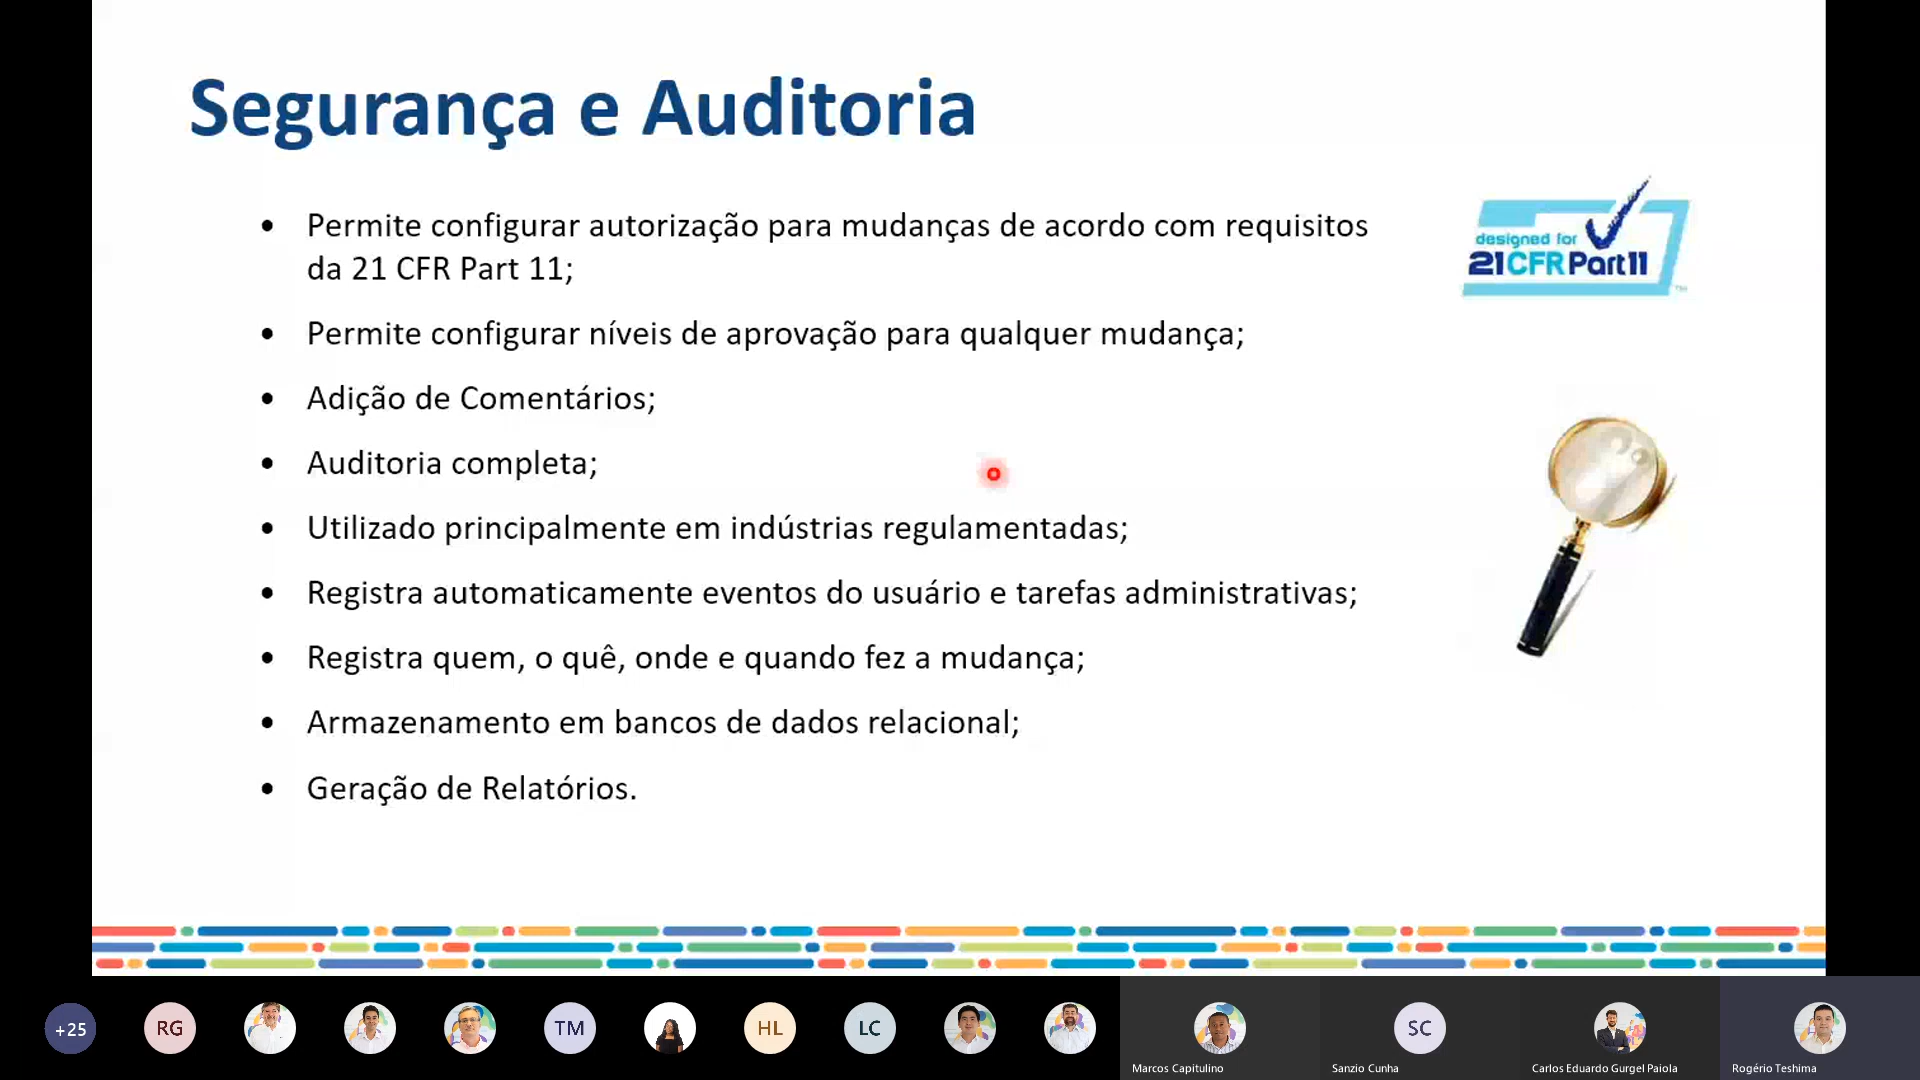 Segurança e Auditoria
• Permite configurar autorização para mudanças de acordo com requisitos
da 21 CFR Part 11;
designed for
21CFRPart11
™
• Permite configurar níveis de aprovação para qualquer mudança;
• Adição de Comentários;
• Auditoria completa;
• Utilizado principalmente em indústrias regulamentadas;
• Registra automaticamente eventos do usuário e tarefas administrativas;
• Registra quem, o quê, onde e quando fez a mudança;
• Armazenamento em bancos de dados relacional;
• Geração de Relatórios.
+25
RG
TM
HL
LC
SC
Marcos Capitulino
Sanzio Cunha
Carlos Eduardo Gurgel Paiola
Rogério Teshima